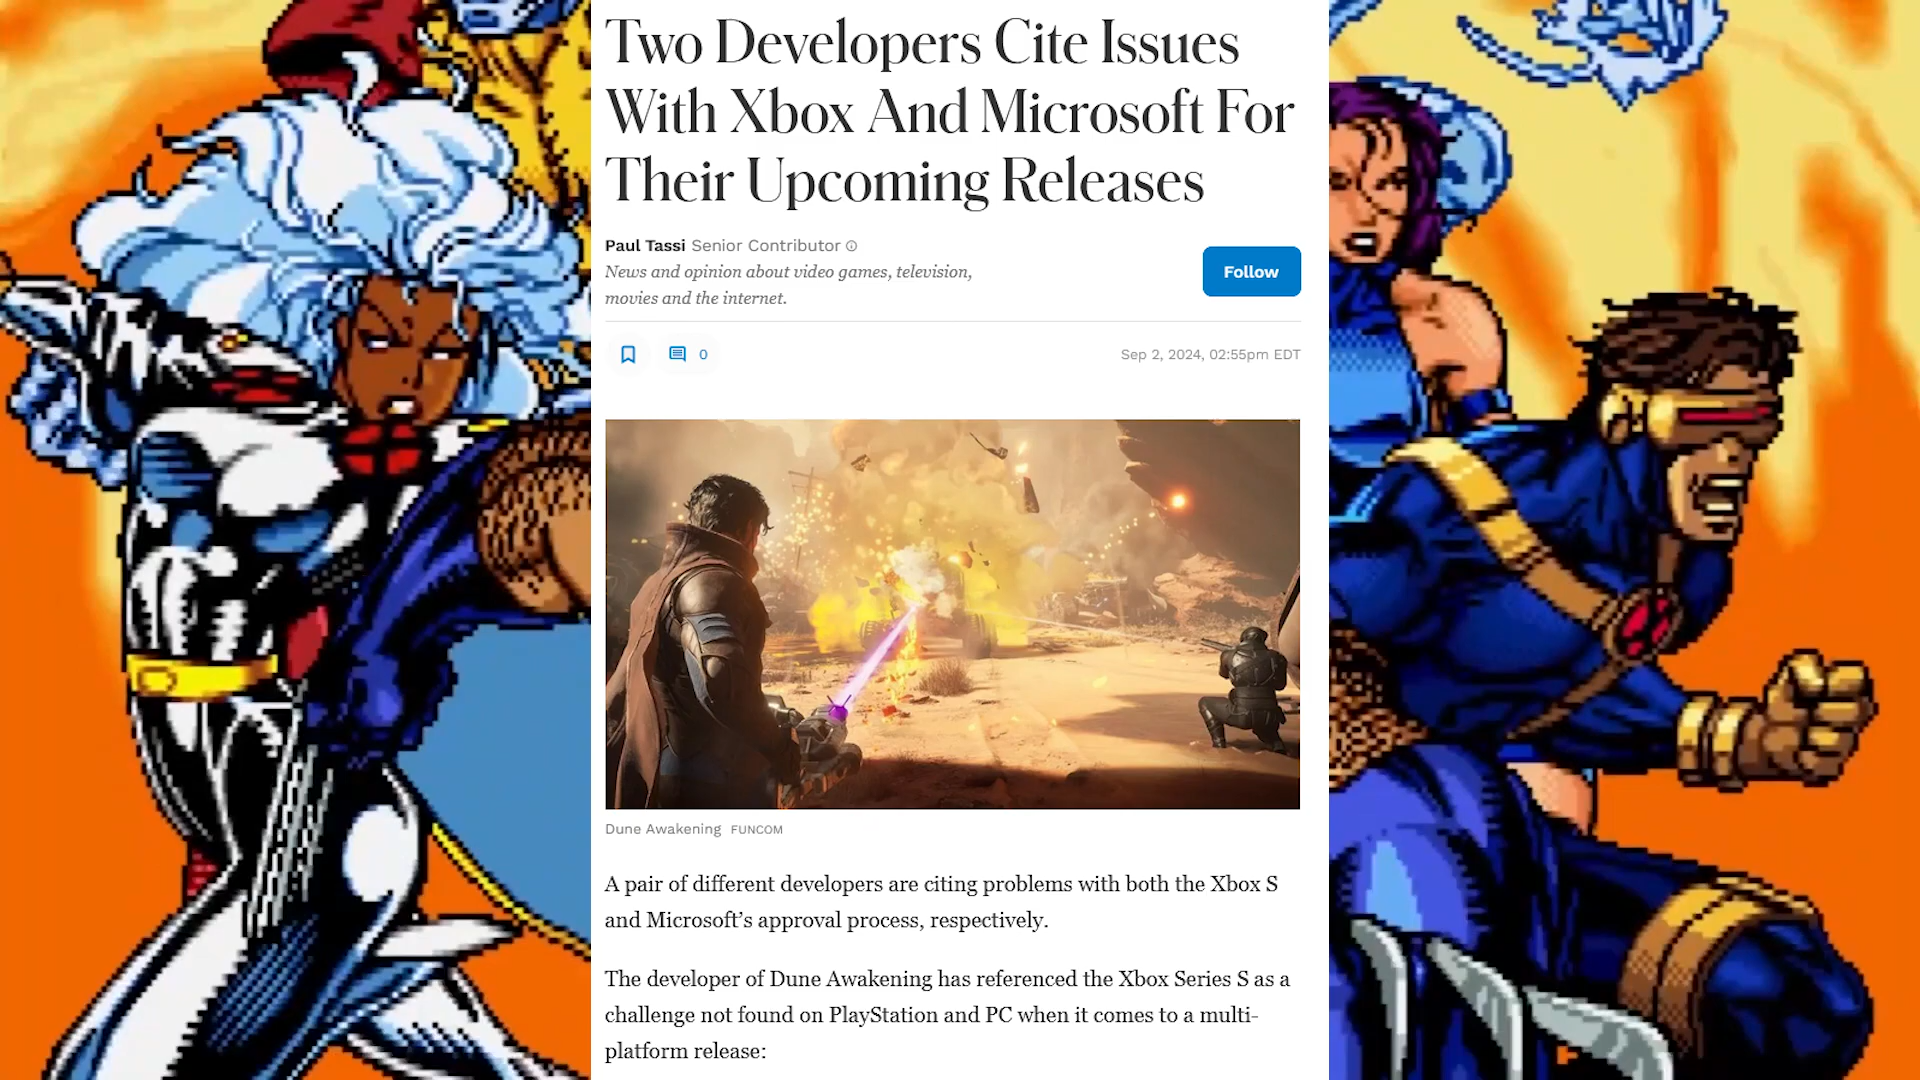 Two Developers Cite Issues
With Xbox And Microsoft For
Their Upcoming Releases
Paul Tassi Senior Contributor
News and opinion about video games, television,
movies and the internet.
Follow
0
Sep 2, 2024, 02:55pm EDT
Dune Awakening FUNCOM
A pair of different developers are citing problems with both the Xbox S
and Microsoft’s approval process, respectively.
The developer of Dune Awakening has referenced the Xbox Series S as a
challenge not found on PlayStation and PC when it comes to a multi-
platform release: